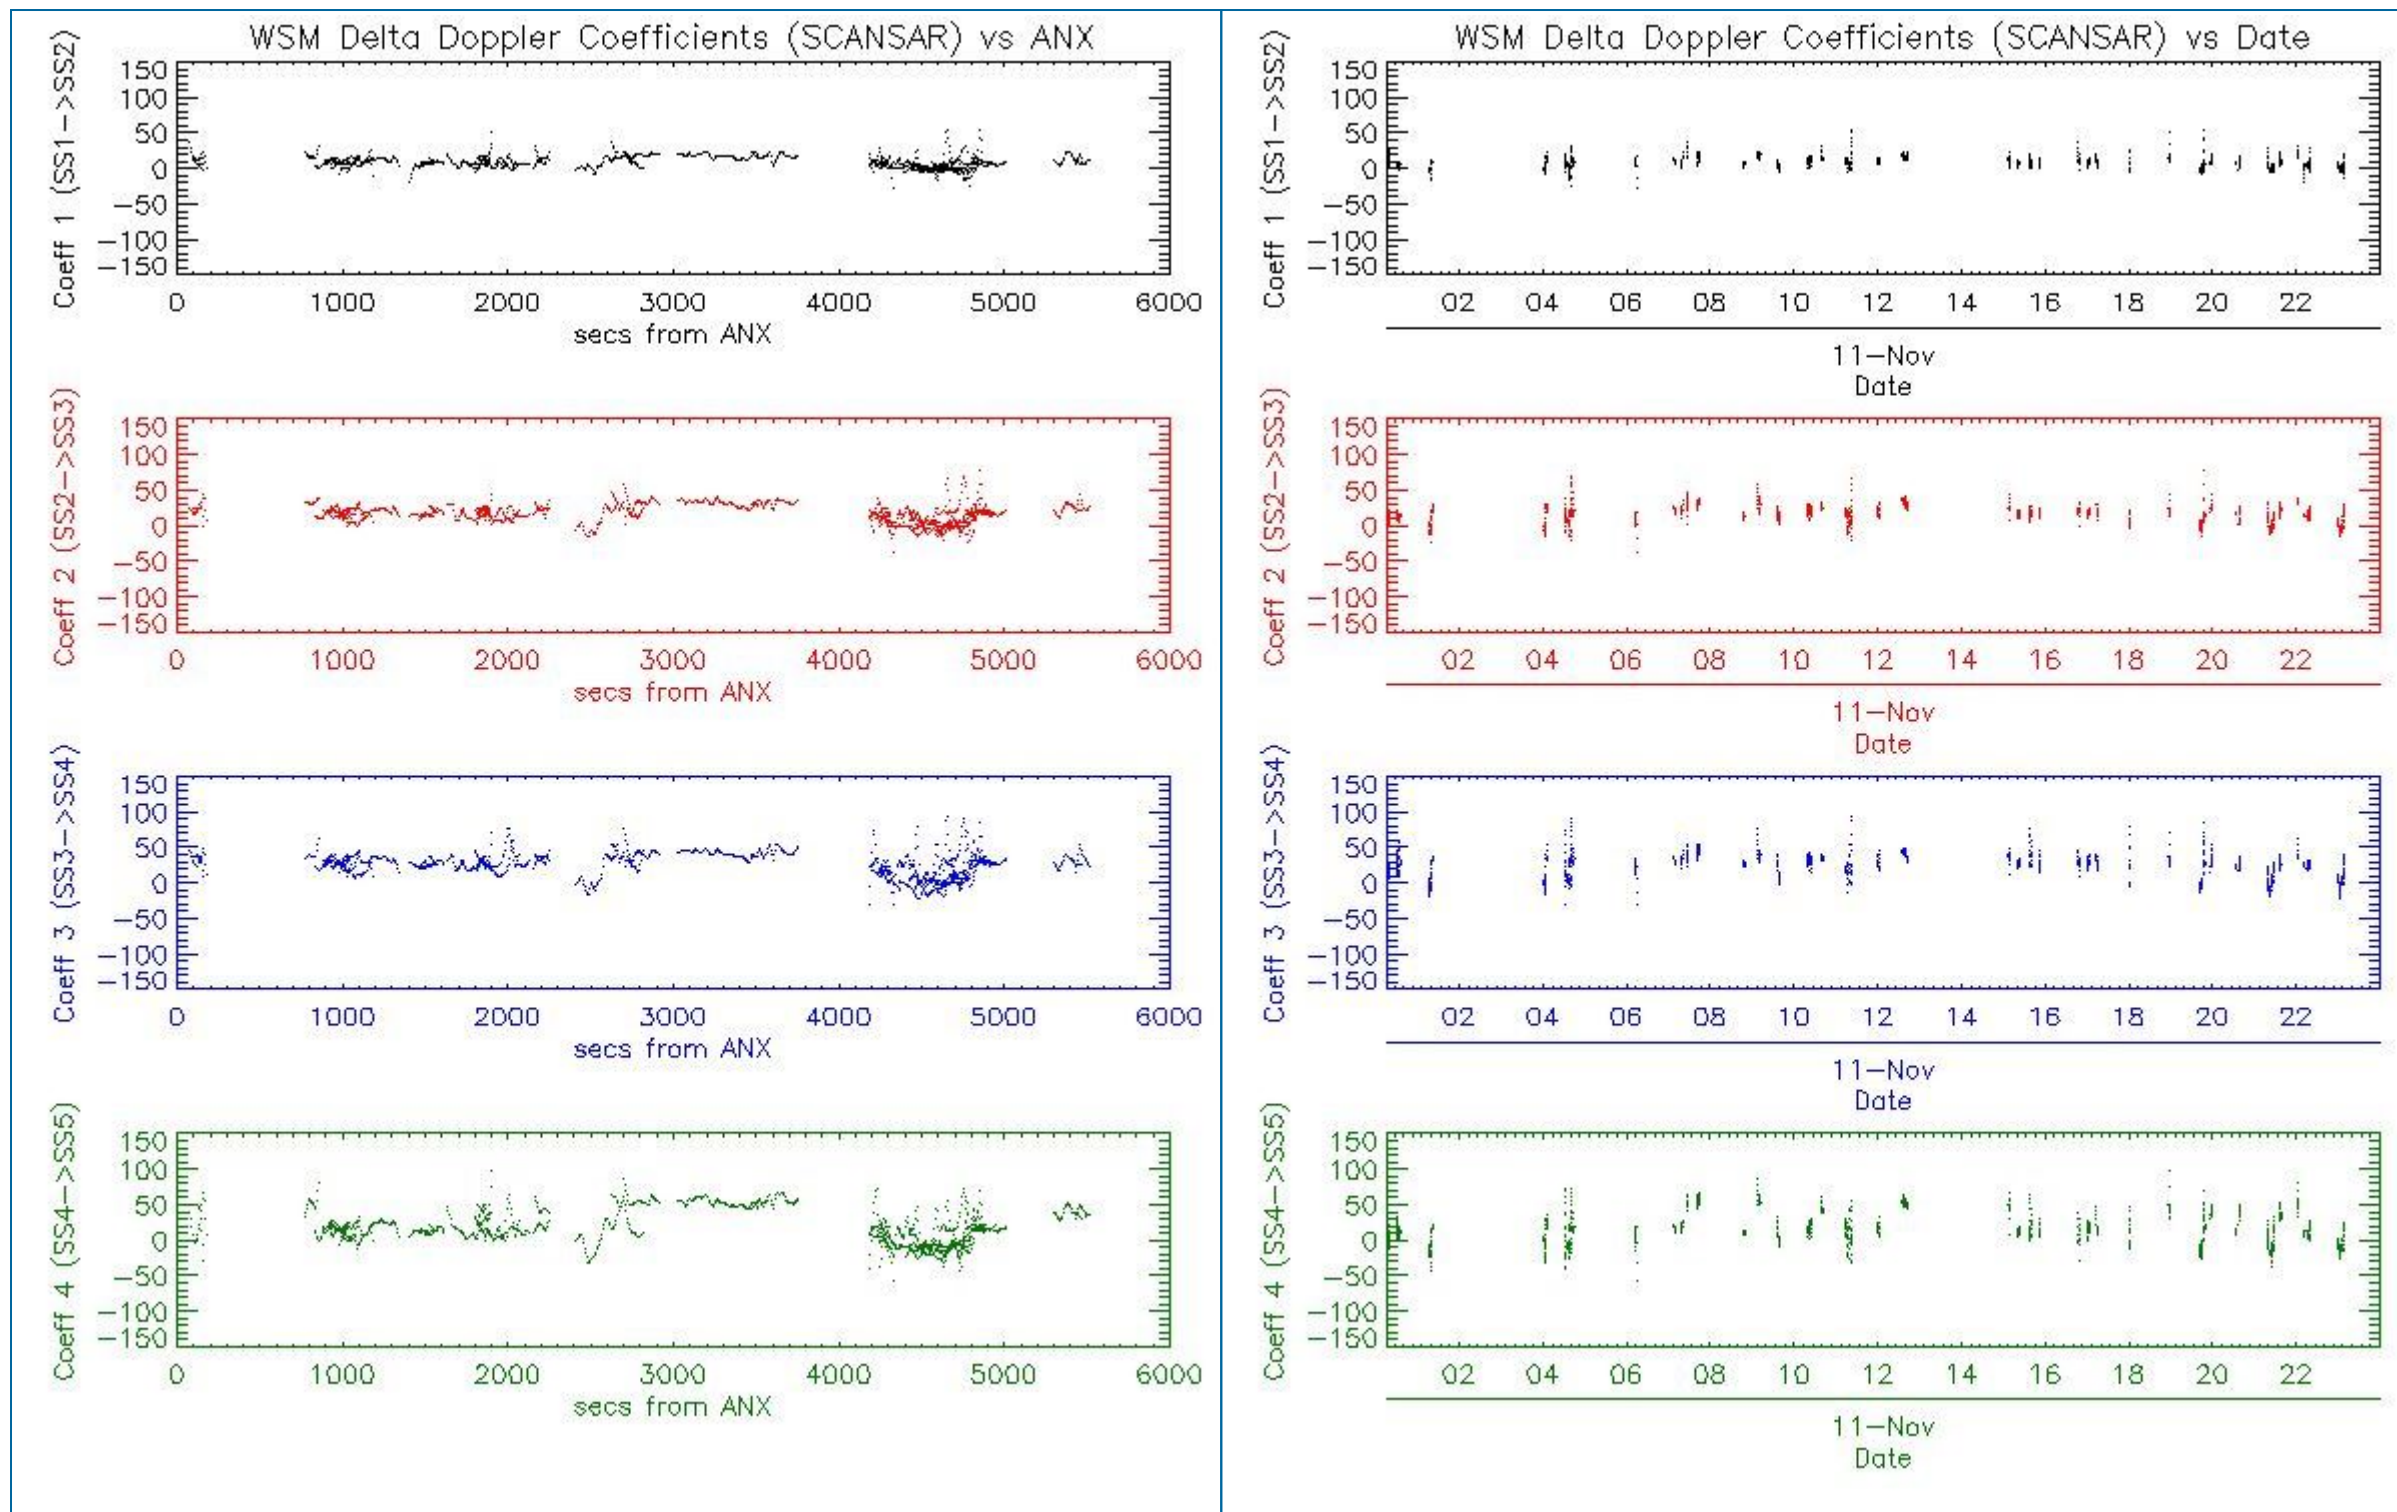 WSM Delta Doppler Coefficients (SCANSAR) vs ANX
Coeff 1 (SS1->SS2)
150
100
50
0
-50
-100
-150
0 1000 2000 3000 4000 5000 6000
secs from ANX
Coeff 2 (SS2->SS3)
150
100
50
0
-50
-100
-150
0 1000 2000 3000 4000 5000 6000
secs from ANX
Coeff 3 (SS3->SS4)
150
100
50
0
-50
-100
-150
0 1000 2000 3000 4000 5000 6000
secs from ANX
Coeff 4 (SS4->SS5)
150
100
50
0
-50
-100
-150
0 1000 2000 3000 4000 5000 6000
secs from ANX
WSM Delta Doppler Coefficients (SCANSAR) vs Date
Coeff 1 (SS1->SS2)
150
100
50
0
-50
-100
-150
02 04 06 08 10 12 14 16 18 20 22
11-Nov
Date
Coeff 2 (SS2->SS3)
150
100
50
0
-50
-100
-150
02 04 06 08 10 12 14 16 18 20 22
11-Nov
Date
Coeff 3 (SS3->SS4)
150
100
50
0
-50
-100
-150
02 04 06 08 10 12 14 16 18 20 22
11-Nov
Date
Coeff 4 (SS4->SS5)
150
100
50
0
-50
-100
-150
02 04 06 08 10 12 14 16 18 20 22
11-Nov
Date